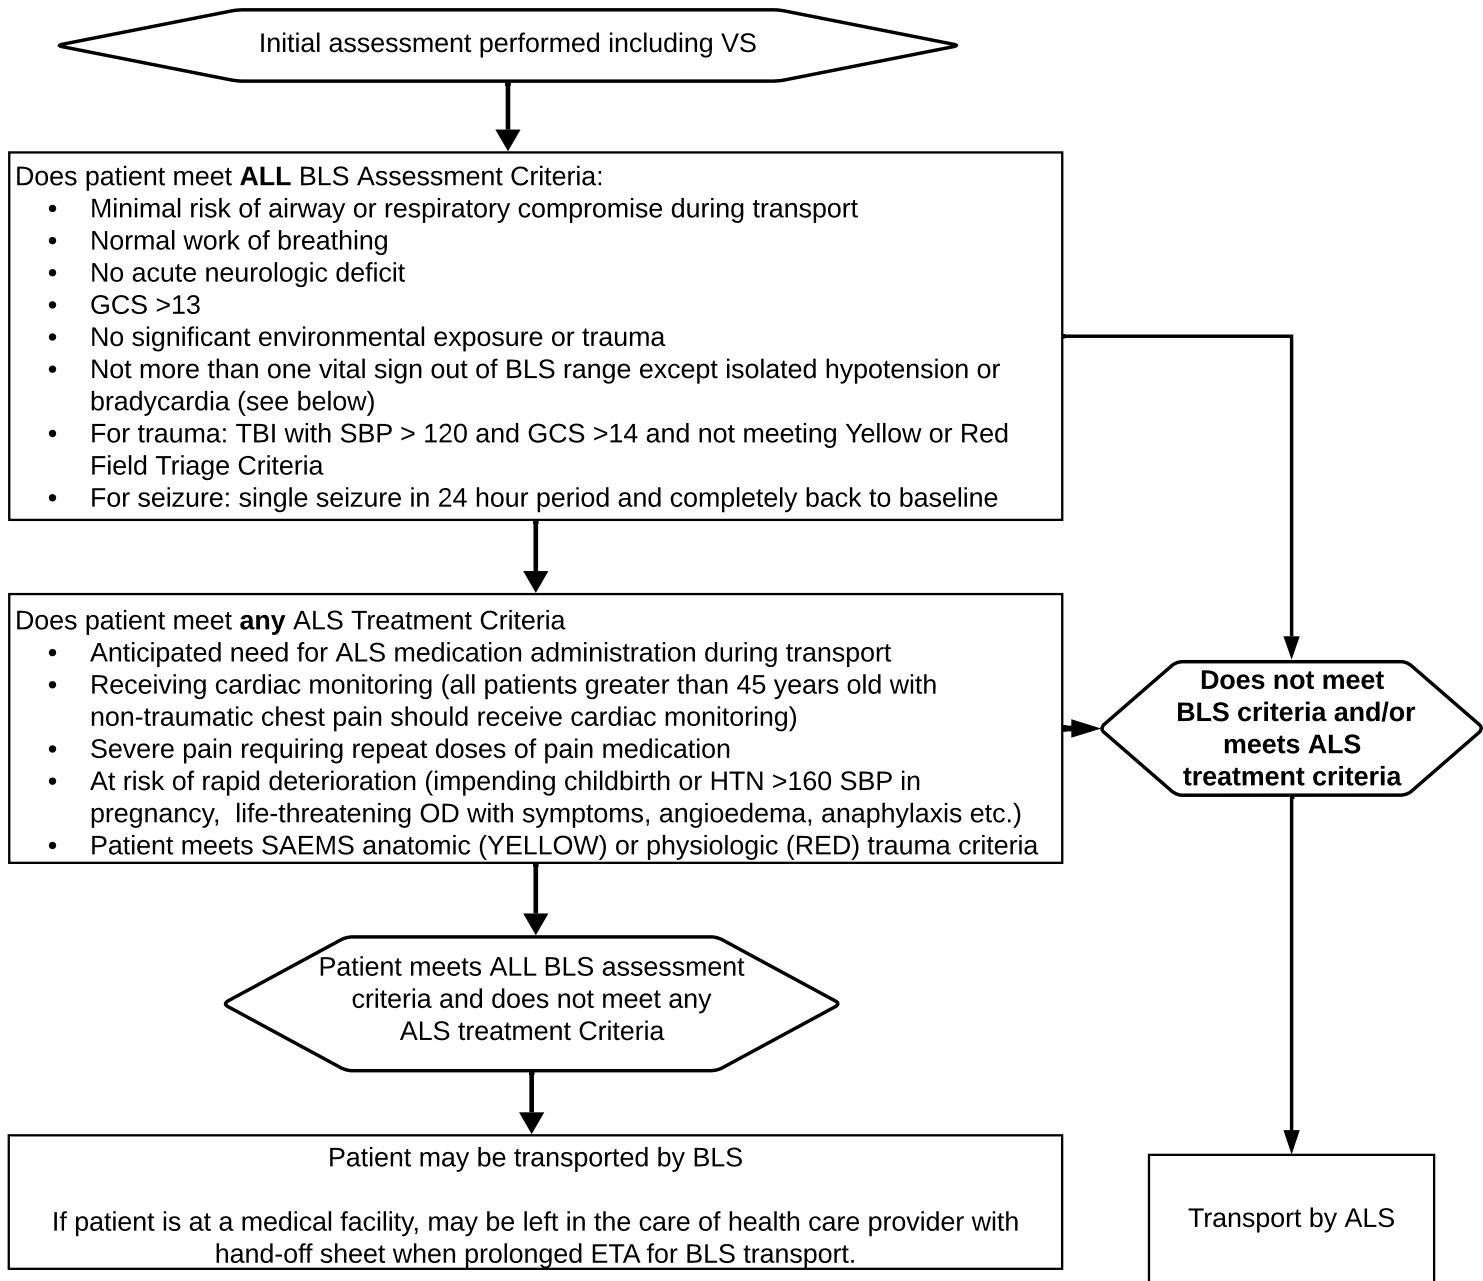 Initial assessment performed including VS
Does patient meet ALL BLS Assessment Criteria:
• Minimal risk of airway or respiratory compromise during transport
• Normal work of breathing
• No acute neurologic deficit
• GCS >13
• No significant environmental exposure or trauma
• Not more than one vital sign out of BLS range except isolated hypotension or
bradycardia (see below)
• For trauma: TBI with SBP > 120 and GCS >14 and not meeting Yellow or Red
Field Triage Criteria
• For seizure: single seizure in 24 hour period and completely back to baseline
Does patient meet any ALS Treatment Criteria
• Anticipated need for ALS medication administration during transport
• Receiving cardiac monitoring (all patients greater than 45 years old with
non-traumatic chest pain should receive cardiac monitoring)
• Severe pain requiring repeat doses of pain medication
• At risk of rapid deterioration (impending childbirth or HTN >160 SBP in
pregnancy,  life-threatening OD with symptoms, angioedema, anaphylaxis etc.)
• Patient meets SAEMS anatomic (YELLOW) or physiologic (RED) trauma criteria
Does not meet
BLS criteria and/or
meets ALS
treatment criteria
Patient meets ALL BLS assessment
criteria and does not meet any
ALS treatment Criteria
Patient may be transported by BLS
If patient is at a medical facility, may be left in the care of health care provider with
hand-off sheet when prolonged ETA for BLS transport.
Transport by ALS